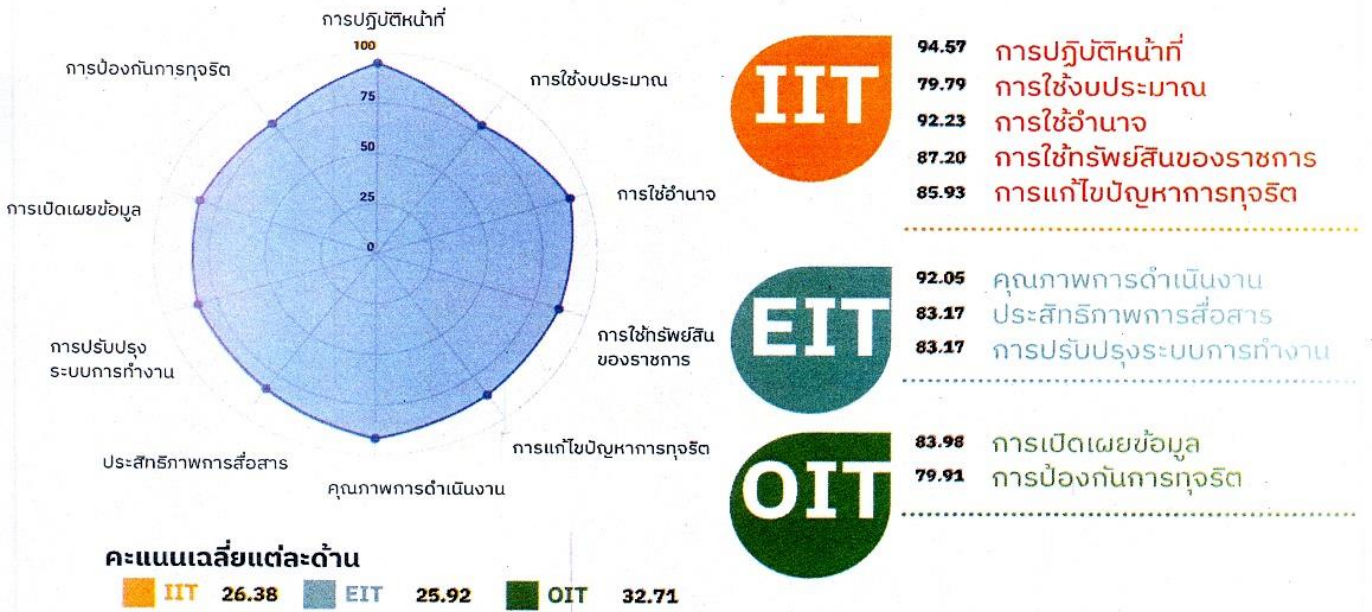 การปฏิบัติหน้าที่
100
การป้องกันการทุจริต
การใช้งบประมาณ
75
50
25
0
การเปิดเผยข้อมูล
การใช้อำนาจ
การปรับปรุง
ระบบการทำงาน
การใช้ทรัพย์สิน
ของราชการ
ประสิทธิภาพการสื่อสาร
การแก้ไขปัญหาการทุจริต
คุณภาพการดำเนินงาน
คะแนนเฉลี่ยแต่ละด้าน
IIT 26.38 EIT 25.92 OIT 32.71
IIT
94.57 การปฏิบัติหน้าที่
79.79 การใช้งบประมาณ
92.23 การใช้อำนาจ
87.20 การใช้ทรัพย์สินของราชการ
85.93 การแก้ไขปัญหาการทุจริต
EIT
92.05 คุณภาพการดำเนินงาน
83.17 ประสิทธิภาพการสื่อสาร
83.17 การปรับปรุงระบบการทำงาน
OIT
83.98 การเปิดเผยข้อมูล
79.91 การป้องกันการทุจริต